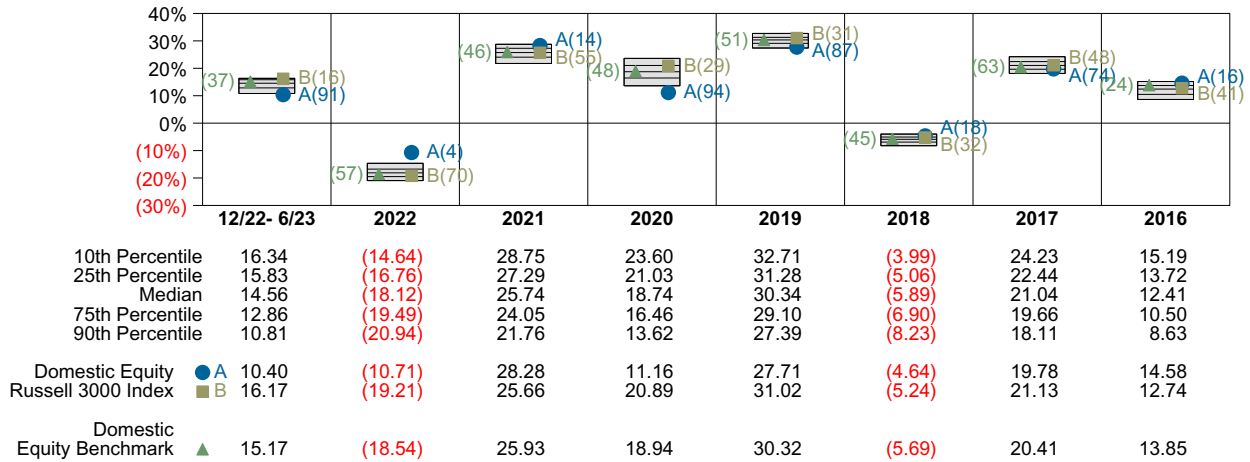 40%
30%
20%
10%
0%
(10%)
(20%)
(30%)
(37) B(16)
A(91)
A(4)
(57) B(70)
A(14)
(46) B(55)
B(29)
(48)
A(94)
B(31)
(51)
A(87)
A(18)
(45) B(32)
B(48)
(63) A(74)
A(16)
(24) B(41)
12/22- 6/23 2022 2021 2020 2019 2018 2017 2016
10th Percentile 16.34 (14.64) 28.75 23.60 32.71 (3.99) 24.23 15.19
25th Percentile 15.83 (16.76) 27.29 21.03 31.28 (5.06) 22.44 13.72
Median 14.56 (18.12) 25.74 18.74 30.34 (5.89) 21.04 12.41
75th Percentile 12.86 (19.49) 24.05 16.46 29.10 (6.90) 19.66 10.50
90th Percentile 10.81 (20.94) 21.76 13.62 27.39 (8.23) 18.11 8.63
Domestic Equity A 10.40 (10.71) 28.28 11.16 27.71 (4.64) 19.78 14.58
Russell 3000 Index B 16.17 (19.21) 25.66 20.89 31.02 (5.24) 21.13 12.74
Domestic
Equity Benchmark 15.17 (18.54) 25.93 18.94 30.32 (5.69) 20.41 13.85